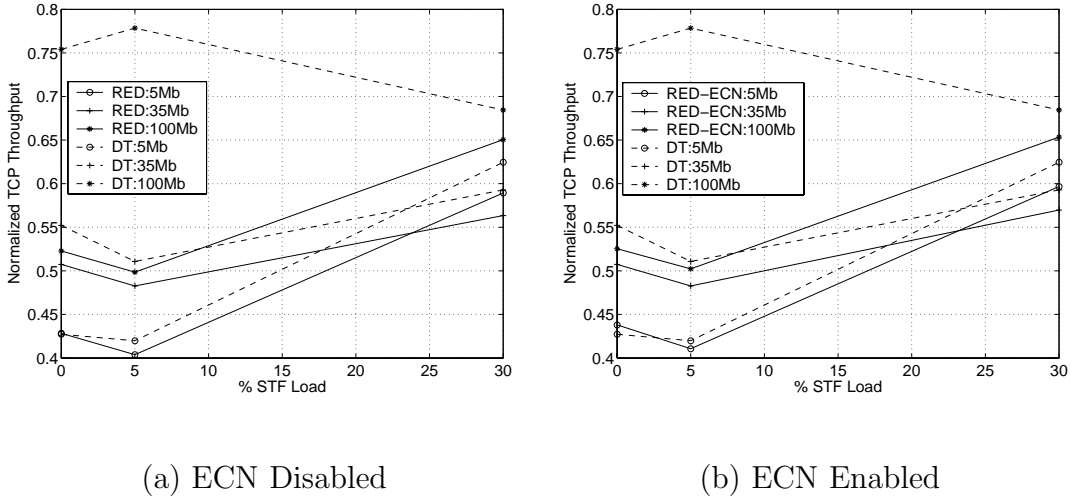 0.8
0.75
0.7
0.65
0.6
0.55
0.5
0.45
0.4
Normalized TCP Throughput
RED:5Mb
RED:35Mb
RED:100Mb
DT:5Mb
DT:35Mb
DT:100Mb
0 5 10 15 20 25 30
% STF Load
(a) ECN Disabled
0.8
0.75
0.7
0.65
0.6
0.55
0.5
0.45
0.4
Normalized TCP Throughput
RED−ECN:5Mb
RED−ECN:35Mb
RED−ECN:100Mb
DT:5Mb
DT:35Mb
DT:100Mb
0 5 10 15 20 25 30
% STF Load
(b) ECN Enabled